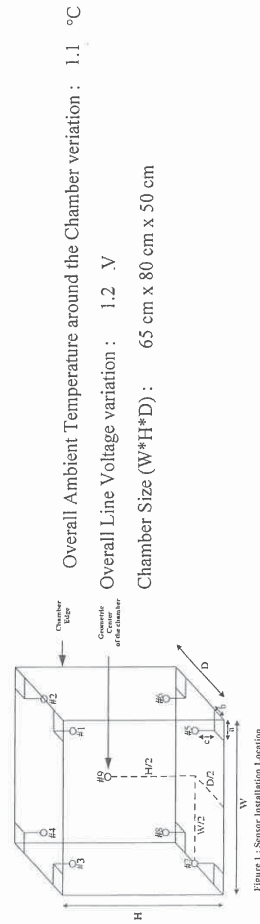 Overall Ambient Temperature around the Chamber veriation : 1.1 °C
Overall Line Voltage variation : 1.2 .V
Chamber Size (W*H*D) : 65 cm x 80 cm x 50 cm
Chamber
Edge
Geometric
Center
of the chamber
#4
#2
#3
#1
#9
H
H/2
W/2
D/2
#8
#6
#7
#5
c
a
b
D
W
Figure 1 : Sensor Installation Location